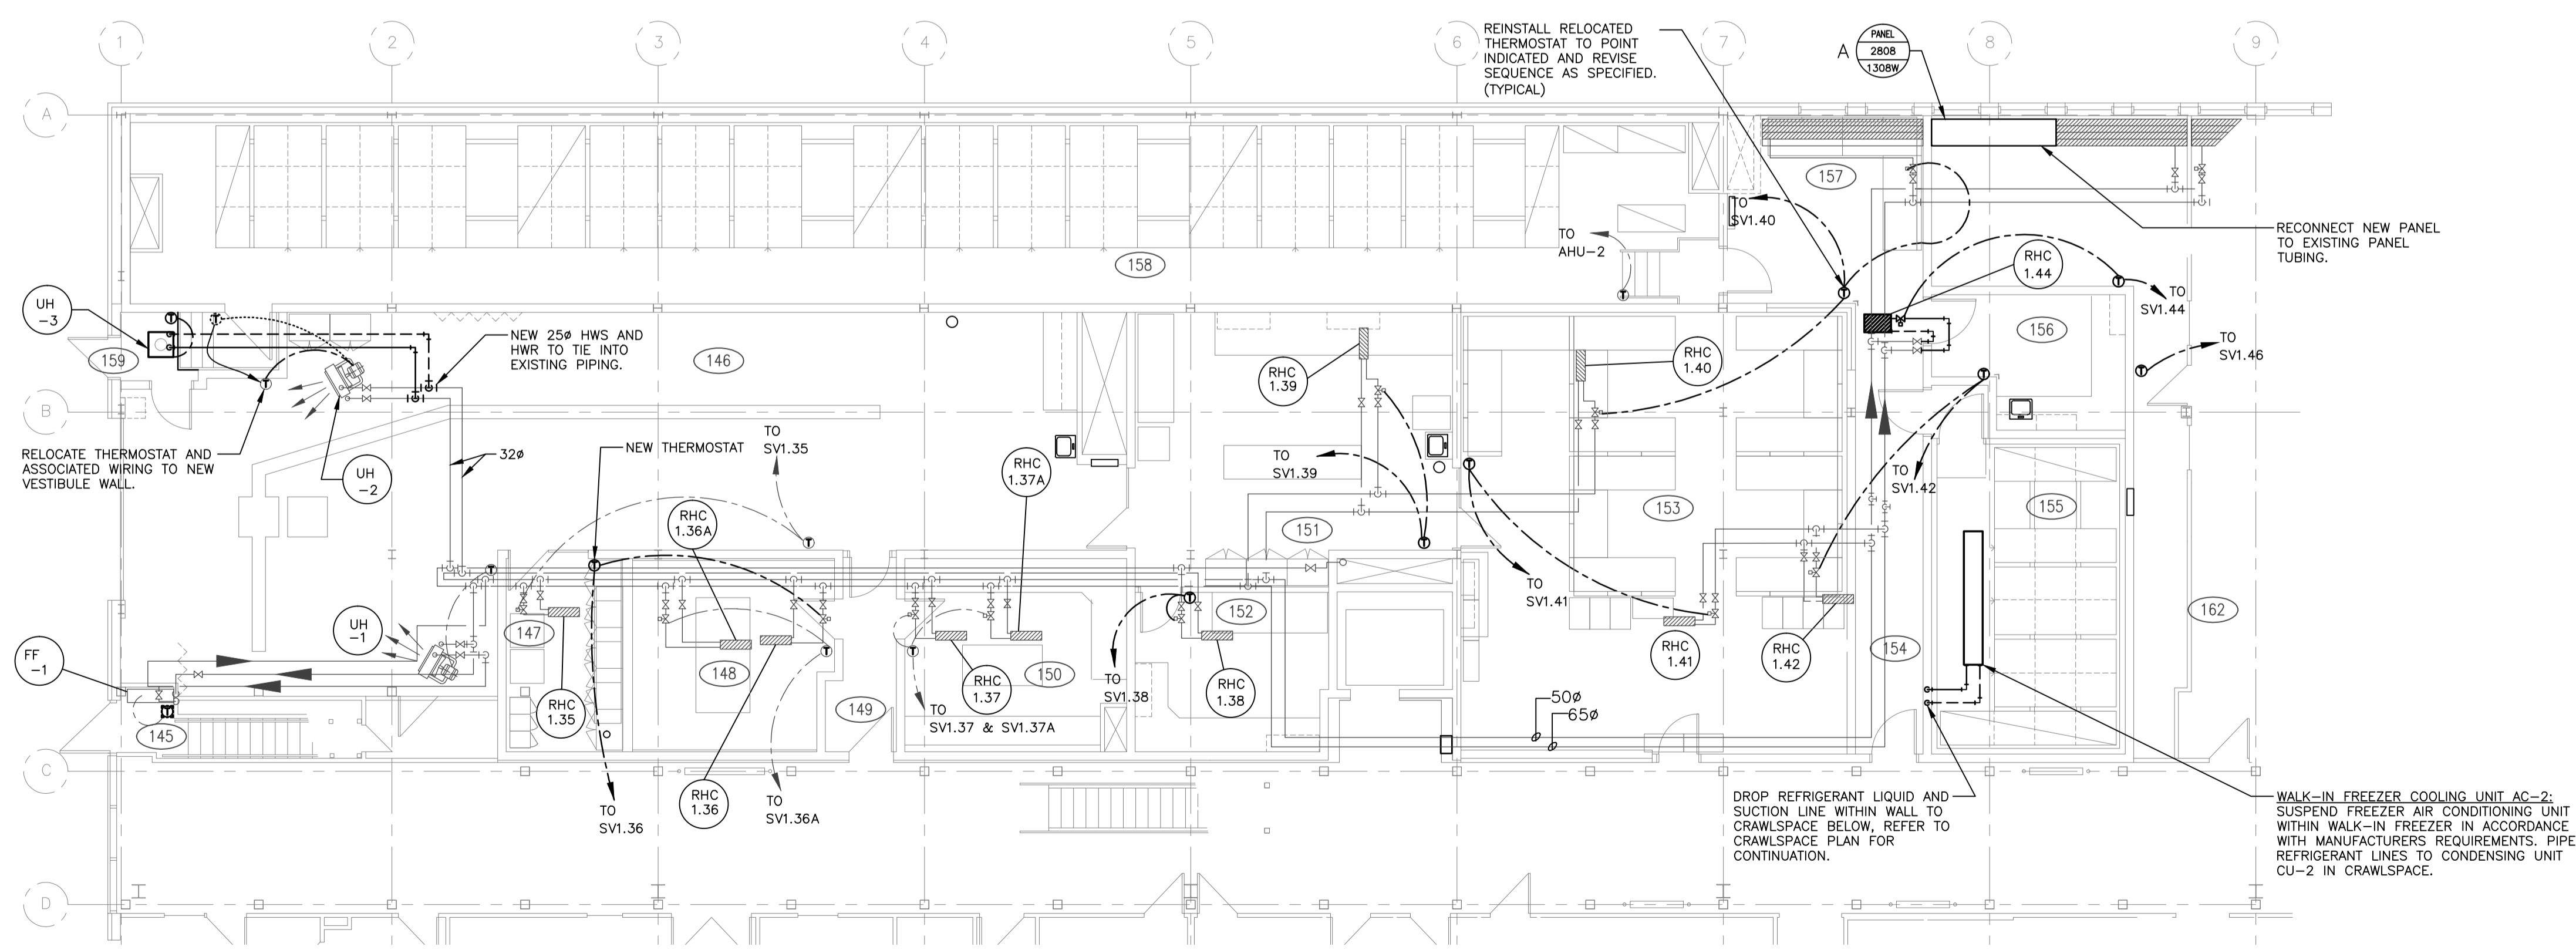 1
2
3
4
5
6
7
8
9
REINSTALL RELOCATED
THERMOSTAT TO POINT
INDICATED AND REVISE
SEQUENCE AS SPECIFIED.
(TYPICAL)
A
PANEL
2808
1308W
A
157
TO
SV1.40
TO
AHU-2
158
RECONNECT NEW PANEL
TO EXISTING PANEL
TUBING.
RHC
1.44
TO
SV1.44
UH
-3
159
NEW 25ø HWS AND
HWR TO TIE INTO
EXISTING PIPING.
146
RHC
1.39
RHC
1.40
156
TO
SV1.46
B
RELOCATE THERMOSTAT AND
ASSOCIATED WIRING TO NEW
VESTIBULE WALL.
UH
-2
32ø
NEW THERMOSTAT
TO
SV1.35
RHC
1.37A
TO
SV1.39
TO
SV1.42
RHC
1.36A
151
153
155
TO
SV1.41
UH
-1
147
148
150
152
154
162
FF
-1
145
RHC
1.35
149
RHC
1.37
TO
SV1.37 & SV1.37A
TO
SV1.38
RHC
1.38
RHC
1.41
RHC
1.42
50ø
65ø
C
TO
SV1.36
RHC
1.36
TO
SV1.36A
DROP REFRIGERANT LIQUID AND
SUCTION LINE WITHIN WALL TO
CRAWLSPACE BELOW, REFER TO
CRAWLSPACE PLAN FOR
CONTINUATION.
WALK-IN FREEZER COOLING UNIT AC-2:
SUSPEND FREEZER AIR CONDITIONING UNIT
WITHIN WALK-IN FREEZER IN ACCORDANCE
WITH MANUFACTURERS REQUIREMENTS. PIPE
REFRIGERANT LINES TO CONDENSING UNIT
CU-2 IN CRAWLSPACE.
D